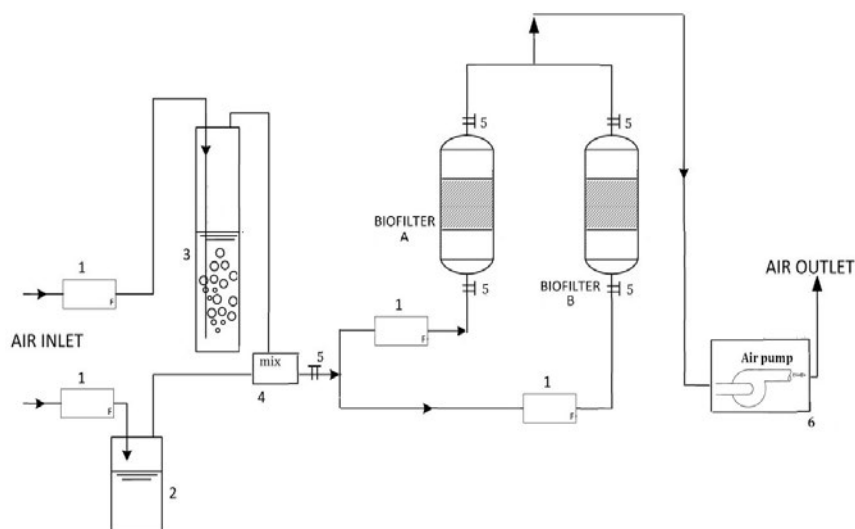 5
5
BIOFILTER
A
3
1
F
AIR OUTLET
BIOFILTER
B
5
5
1
F
AIR INLET
mix
5
4
1
F
1
F
Air pump
6
2